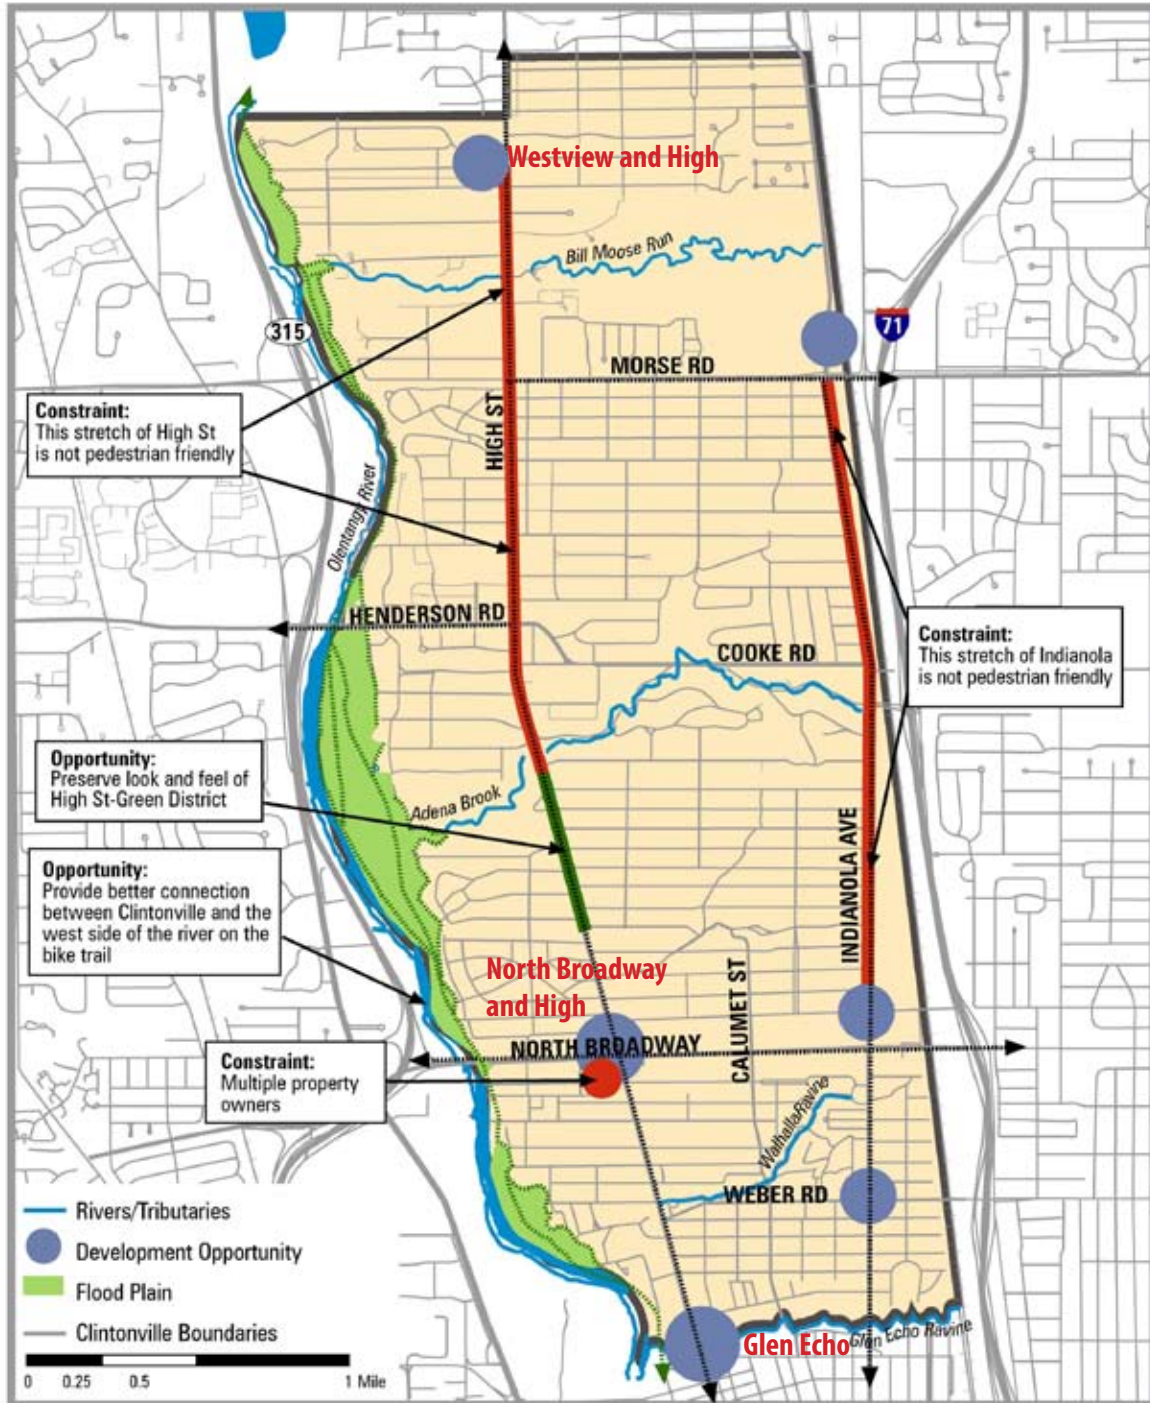 Westview and High
Bill Moose Run
315
71
MORSE RD
Constraint:
This stretch of High St
is not pedestrian friendly
HIGH ST
Olentangy River
HENDERSON RD
COOKE RD
Constraint:
This stretch of Indianola
is not pedestrian friendly
Opportunity:
Preserve look and feel of
High St-Green District
Adena Brook
INDIANOLA AVE
Opportunity:
Provide better connection
between Clintonville and the
west side of the river on the
bike trail
North Broadway
and High
CALUMET ST
NORTH BROADWAY
Constraint:
Multiple property
owners
WalhallaRavine
WEBER RD
Rivers/Tributaries
Development Opportunity
Flood Plain
Clintonville Boundaries
Glen Echo
Glen Echo Ravine
0 0.25 0.5 1 Mile